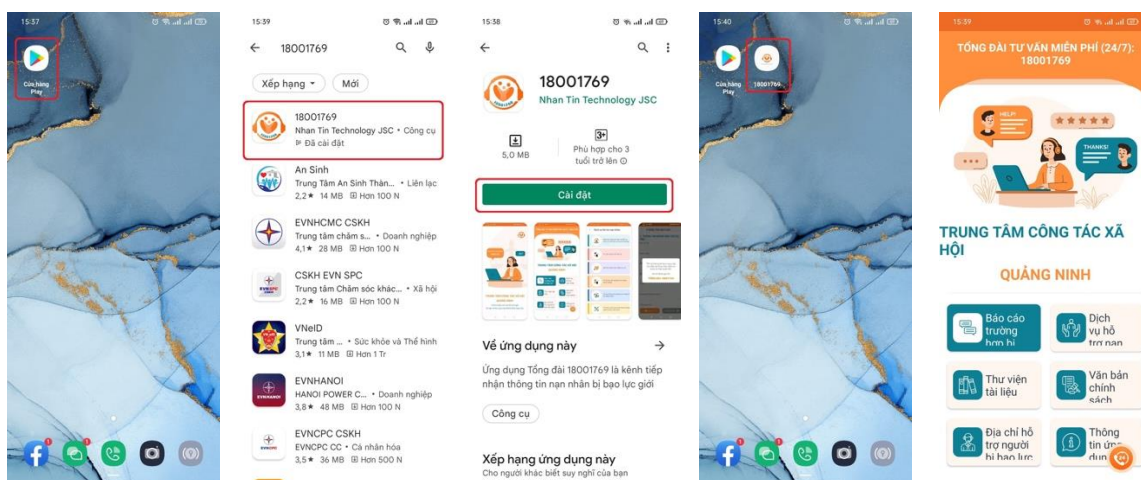 15:37
Cửa hàng
Play
15:39
18001769
Xếp hạng
Mới
18001769
Nhan Tin Technology JSC • Công cụ
Đã cài đặt
An Sinh
Trung Tâm An Sinh Thàn... • Liên lạc
2,2★ 14 MB Hơn 100 N
EVNHCMC CSKH
Trung tâm chăm s... • Doanh nghiệp
4,1★ 28 MB Hơn 100 N
CSKH EVN SPC
Trung tâm Chăm sóc khác... • Xã hội
2,2★ 16 MB Hơn 100 N
VNeID
Trung tâm ... • Sức khỏe và Thể hình
3,1★ 11 MB Hơn 1 Tr
EVNHANOI
HANOI POWER C... • Doanh nghiệp
3,8★ 48 MB Hơn 100 N
EVNCPC CSKH
EVNCPC CC • Cá nhân hóa
3,5★ 36 MB Hơn 500 N
15:38
18001769
Nhan Tin Technology JSC
5,0 MB
3+
Phù hợp cho 3
tuổi trở lên
Cài đặt
Về ứng dụng này
Ứng dụng Tổng đài 18001769 là kênh tiếp
nhận thông tin nạn nhân bị bạo lực giới
Công cụ
Xếp hạng ứng dụng này
Cho người khác biết suy nghĩ của bạn
15:40
Cửa hàng
Play
18001769
15:39
TỔNG ĐÀI TƯ VẤN MIỄN PHÍ (24/7):
18001769
HELP!
THANKS!
TRUNG TÂM CÔNG TÁC XÃ
HỘI
QUẢNG NINH
Báo cáo
trường
hợp bị
Dịch
vụ hỗ
trợ nạn
Thư viện
tài liệu
Văn bản
chính
sách
Địa chỉ hỗ
trợ người
bị bạo lực
Thông
tin ứng
dụn